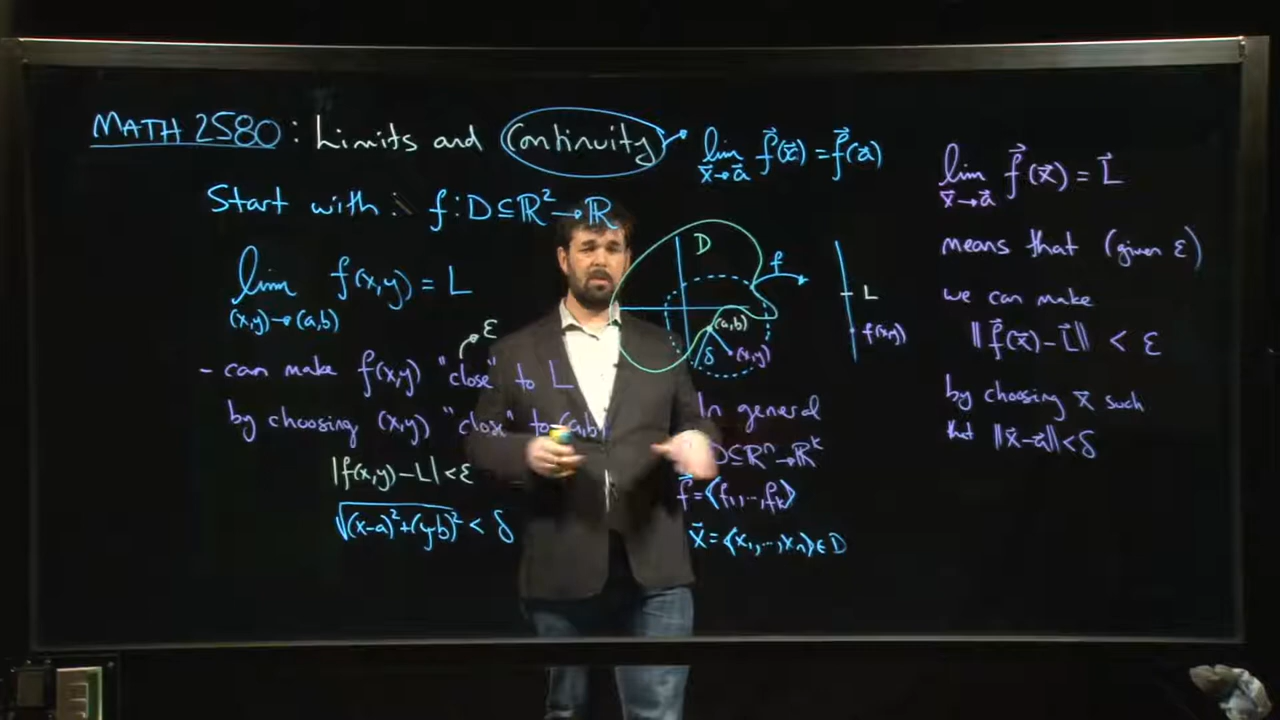 MATH 2580: Limits and Continuity
lim f⃗(x⃗) = f⃗(a⃗)
x⃗→a⃗
Start with: f: D ⊆ ℝ² → ℝ
lim f(x,y) = L
(x,y)→(a,b)
ε
- can make f(x,y) "close" to L
by choosing (x,y) "close" to (a,b)
|f(x,y) - L| < ε
√(x-a)²+(y-b)² < δ
D
f
(a,b)
δ
(x,y)
L
f(x,y)
In general
D ⊆ ℝⁿ → ℝᵏ
f⃗ = ⟨f₁,...,fₖ⟩
x⃗ = ⟨x₁,...,xₙ⟩ ∈ D
lim f⃗(x⃗) = L⃗
x⃗→a⃗
means that (given ε)
we can make
‖f⃗(x⃗) - L⃗‖ < ε
by choosing x⃗ such
that ‖x⃗-a⃗‖ < δ